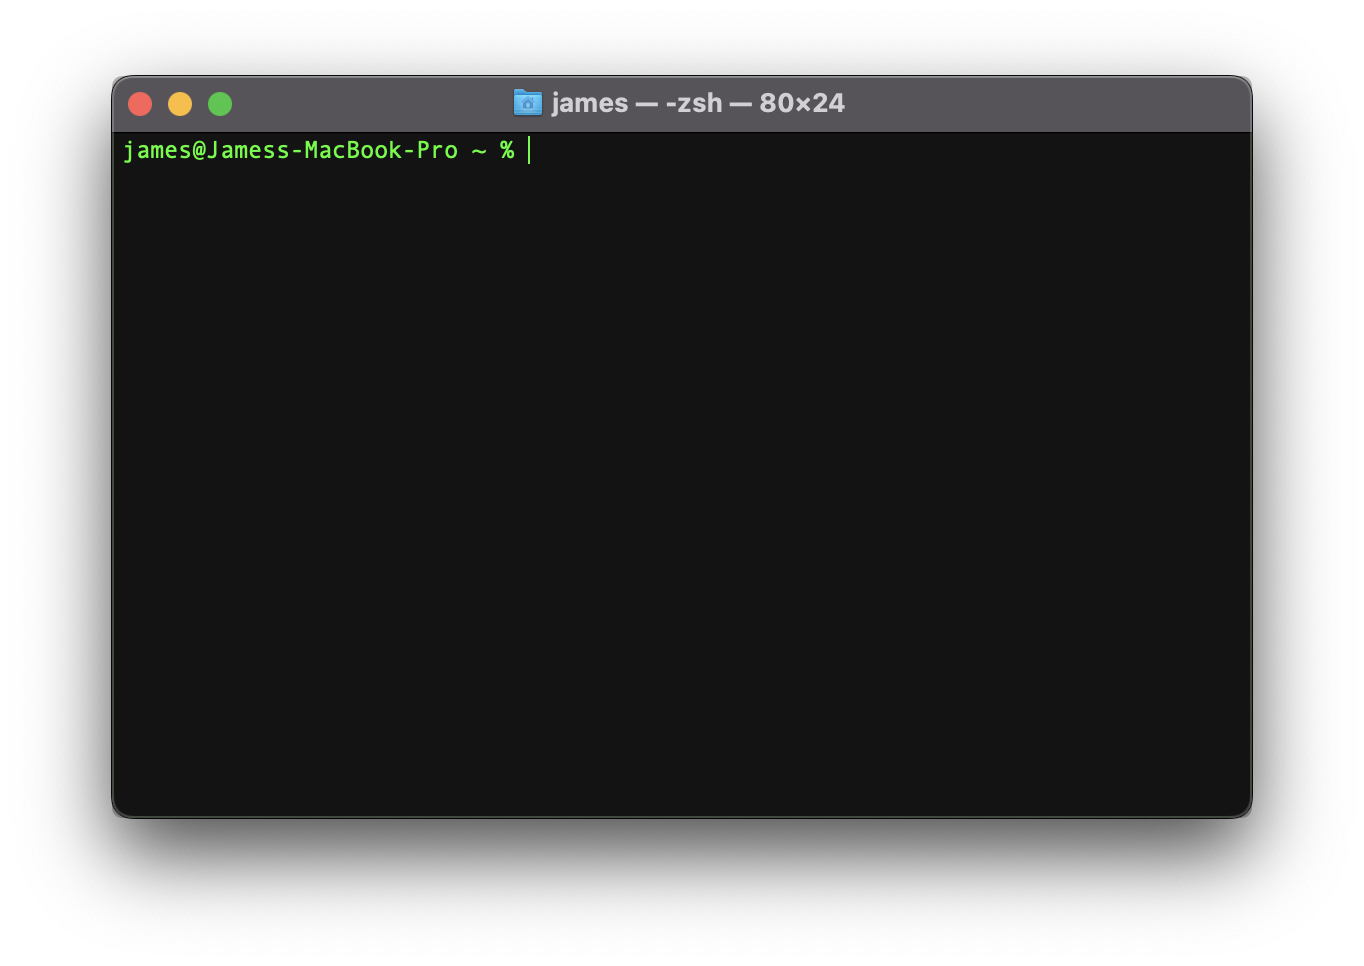 james — -zsh — 80×24
james@Jamess-MacBook-Pro ~ %